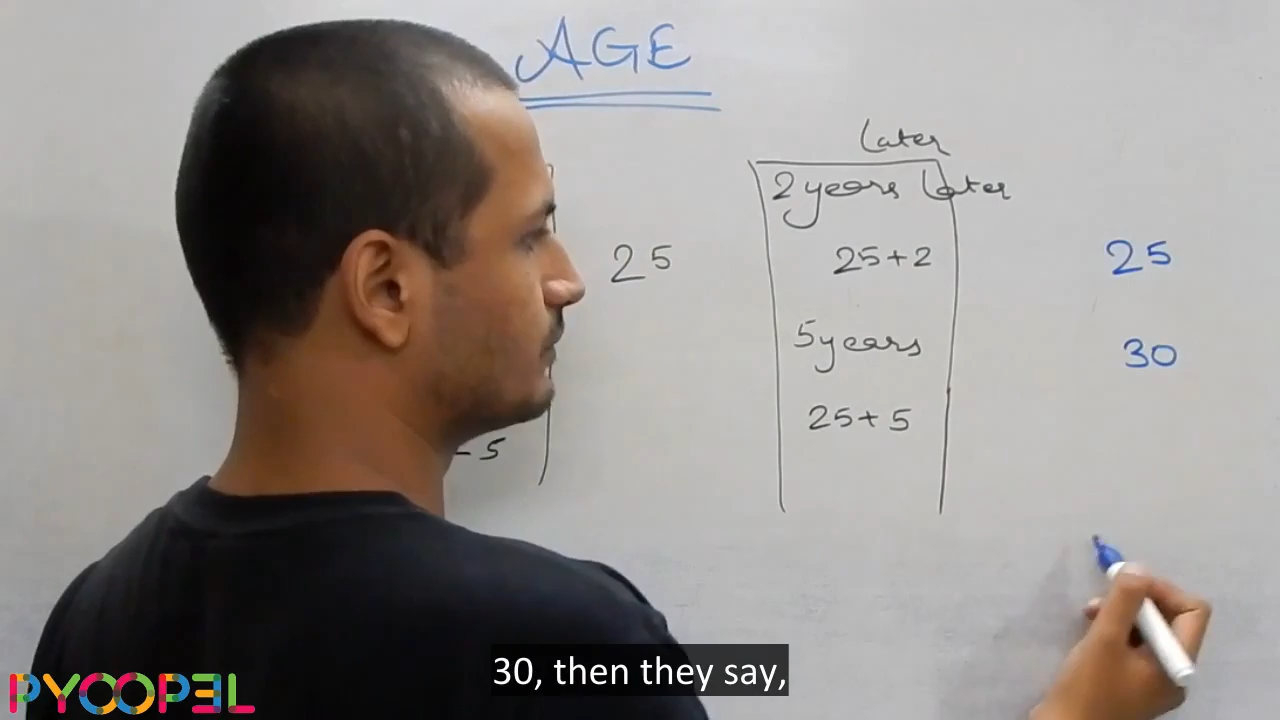 AGE
Later
2 years Later
25
25+2
25
5 years
30
25+5
- 5
30, then they say,
PYOOPEL